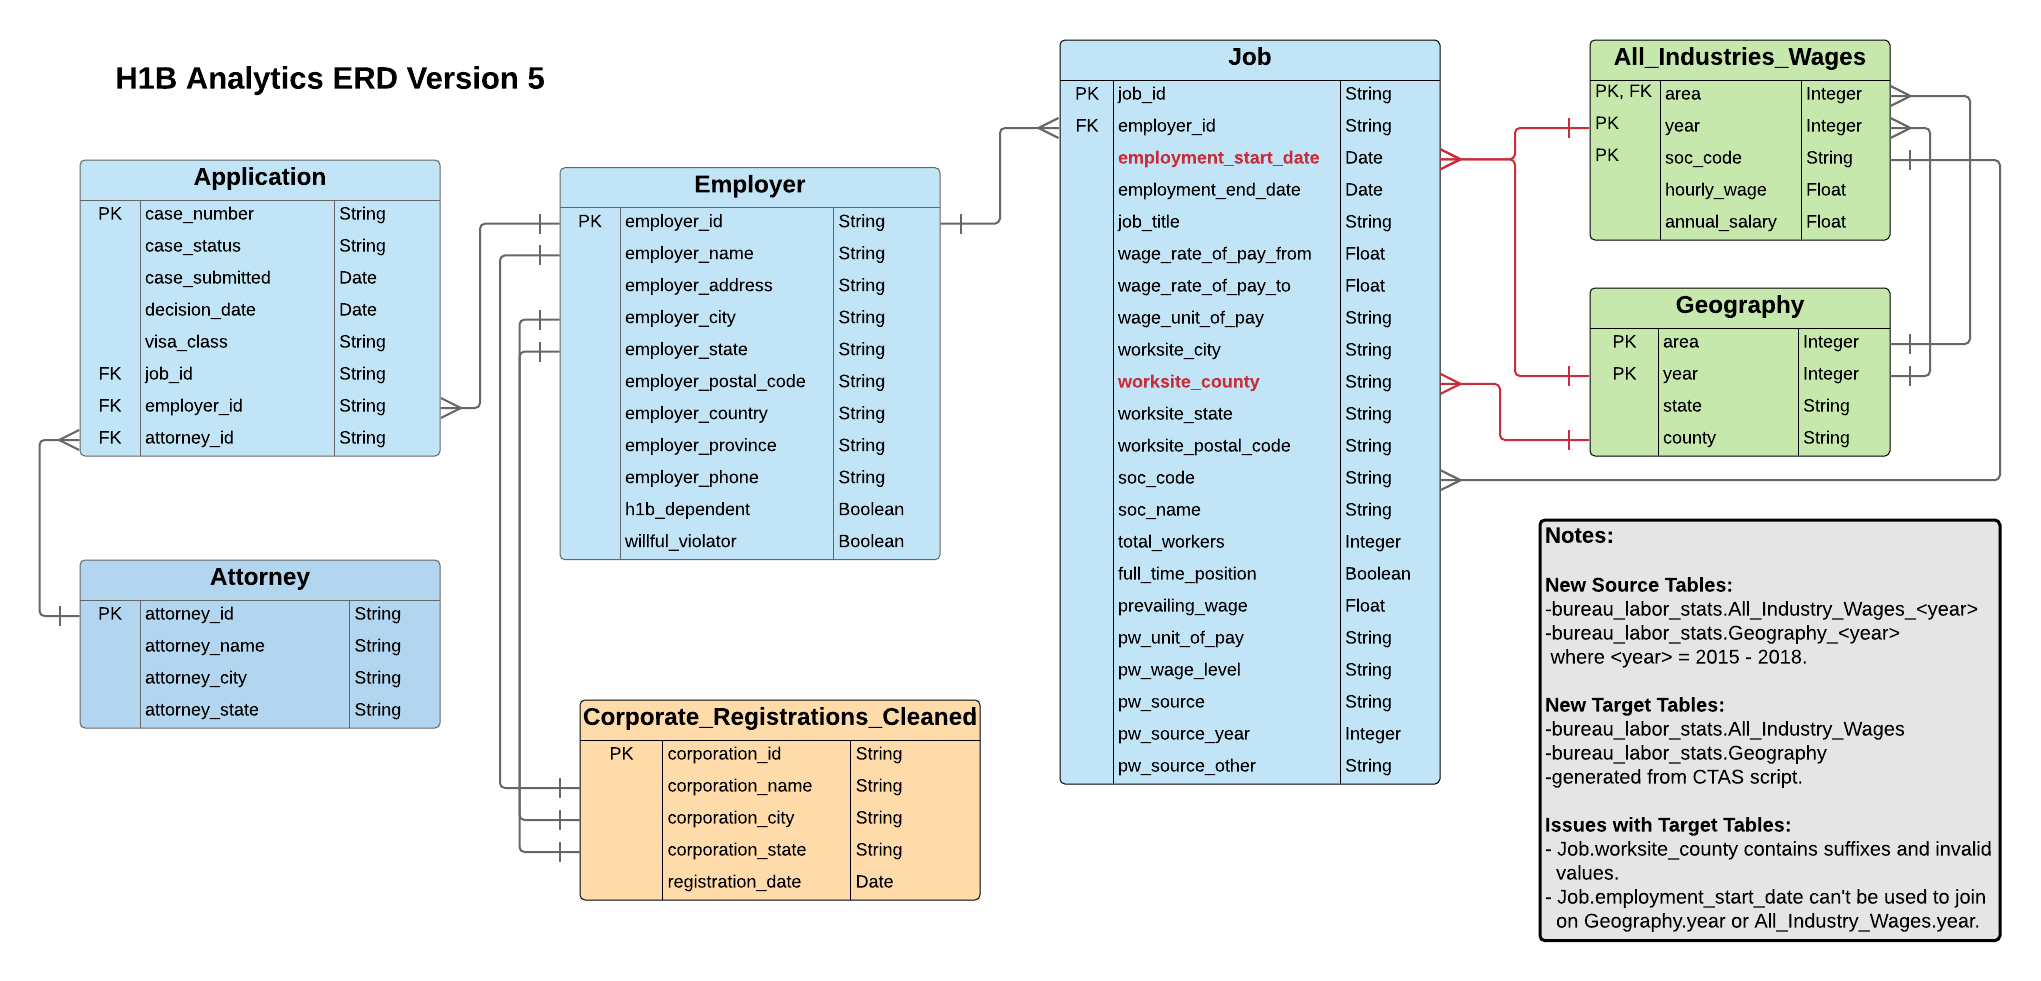 H1B Analytics ERD Version 5
Application
PK case_number String
case_status String
case_submitted Date
decision_date Date
visa_class String
FK job_id String
FK employer_id String
FK attorney_id String
Attorney
PK attorney_id String
attorney_name String
attorney_city String
attorney_state String
Employer
PK employer_id String
employer_name String
employer_address String
employer_city String
employer_state String
employer_postal_code String
employer_country String
employer_province String
employer_phone String
h1b_dependent Boolean
willful_violator Boolean
Corporate_Registrations_Cleaned
PK corporation_id String
corporation_name String
corporation_city String
corporation_state String
registration_date Date
Job
PK job_id String
FK employer_id String
employment_start_date Date
employment_end_date Date
job_title String
wage_rate_of_pay_from Float
wage_rate_of_pay_to Float
wage_unit_of_pay String
worksite_city String
worksite_county String
worksite_state String
worksite_postal_code String
soc_code String
soc_name String
total_workers Integer
full_time_position Boolean
prevailing_wage Float
pw_unit_of_pay String
pw_wage_level String
pw_source String
pw_source_year Integer
pw_source_other String
All_Industries_Wages
PK, FK area Integer
PK year Integer
PK soc_code String
hourly_wage Float
annual_salary Float
Geography
PK area Integer
PK year Integer
state String
county String
Notes:
New Source Tables:
-bureau_labor_stats.All_Industry_Wages_<year>
-bureau_labor_stats.Geography_<year>
where <year> = 2015 - 2018.
New Target Tables:
-bureau_labor_stats.All_Industry_Wages
-bureau_labor_stats.Geography
-generated from CTAS script.
Issues with Target Tables:
- Job.worksite_county contains suffixes and invalid
values.
- Job.employment_start_date can't be used to join
on Geography.year or All_Industry_Wages.year.